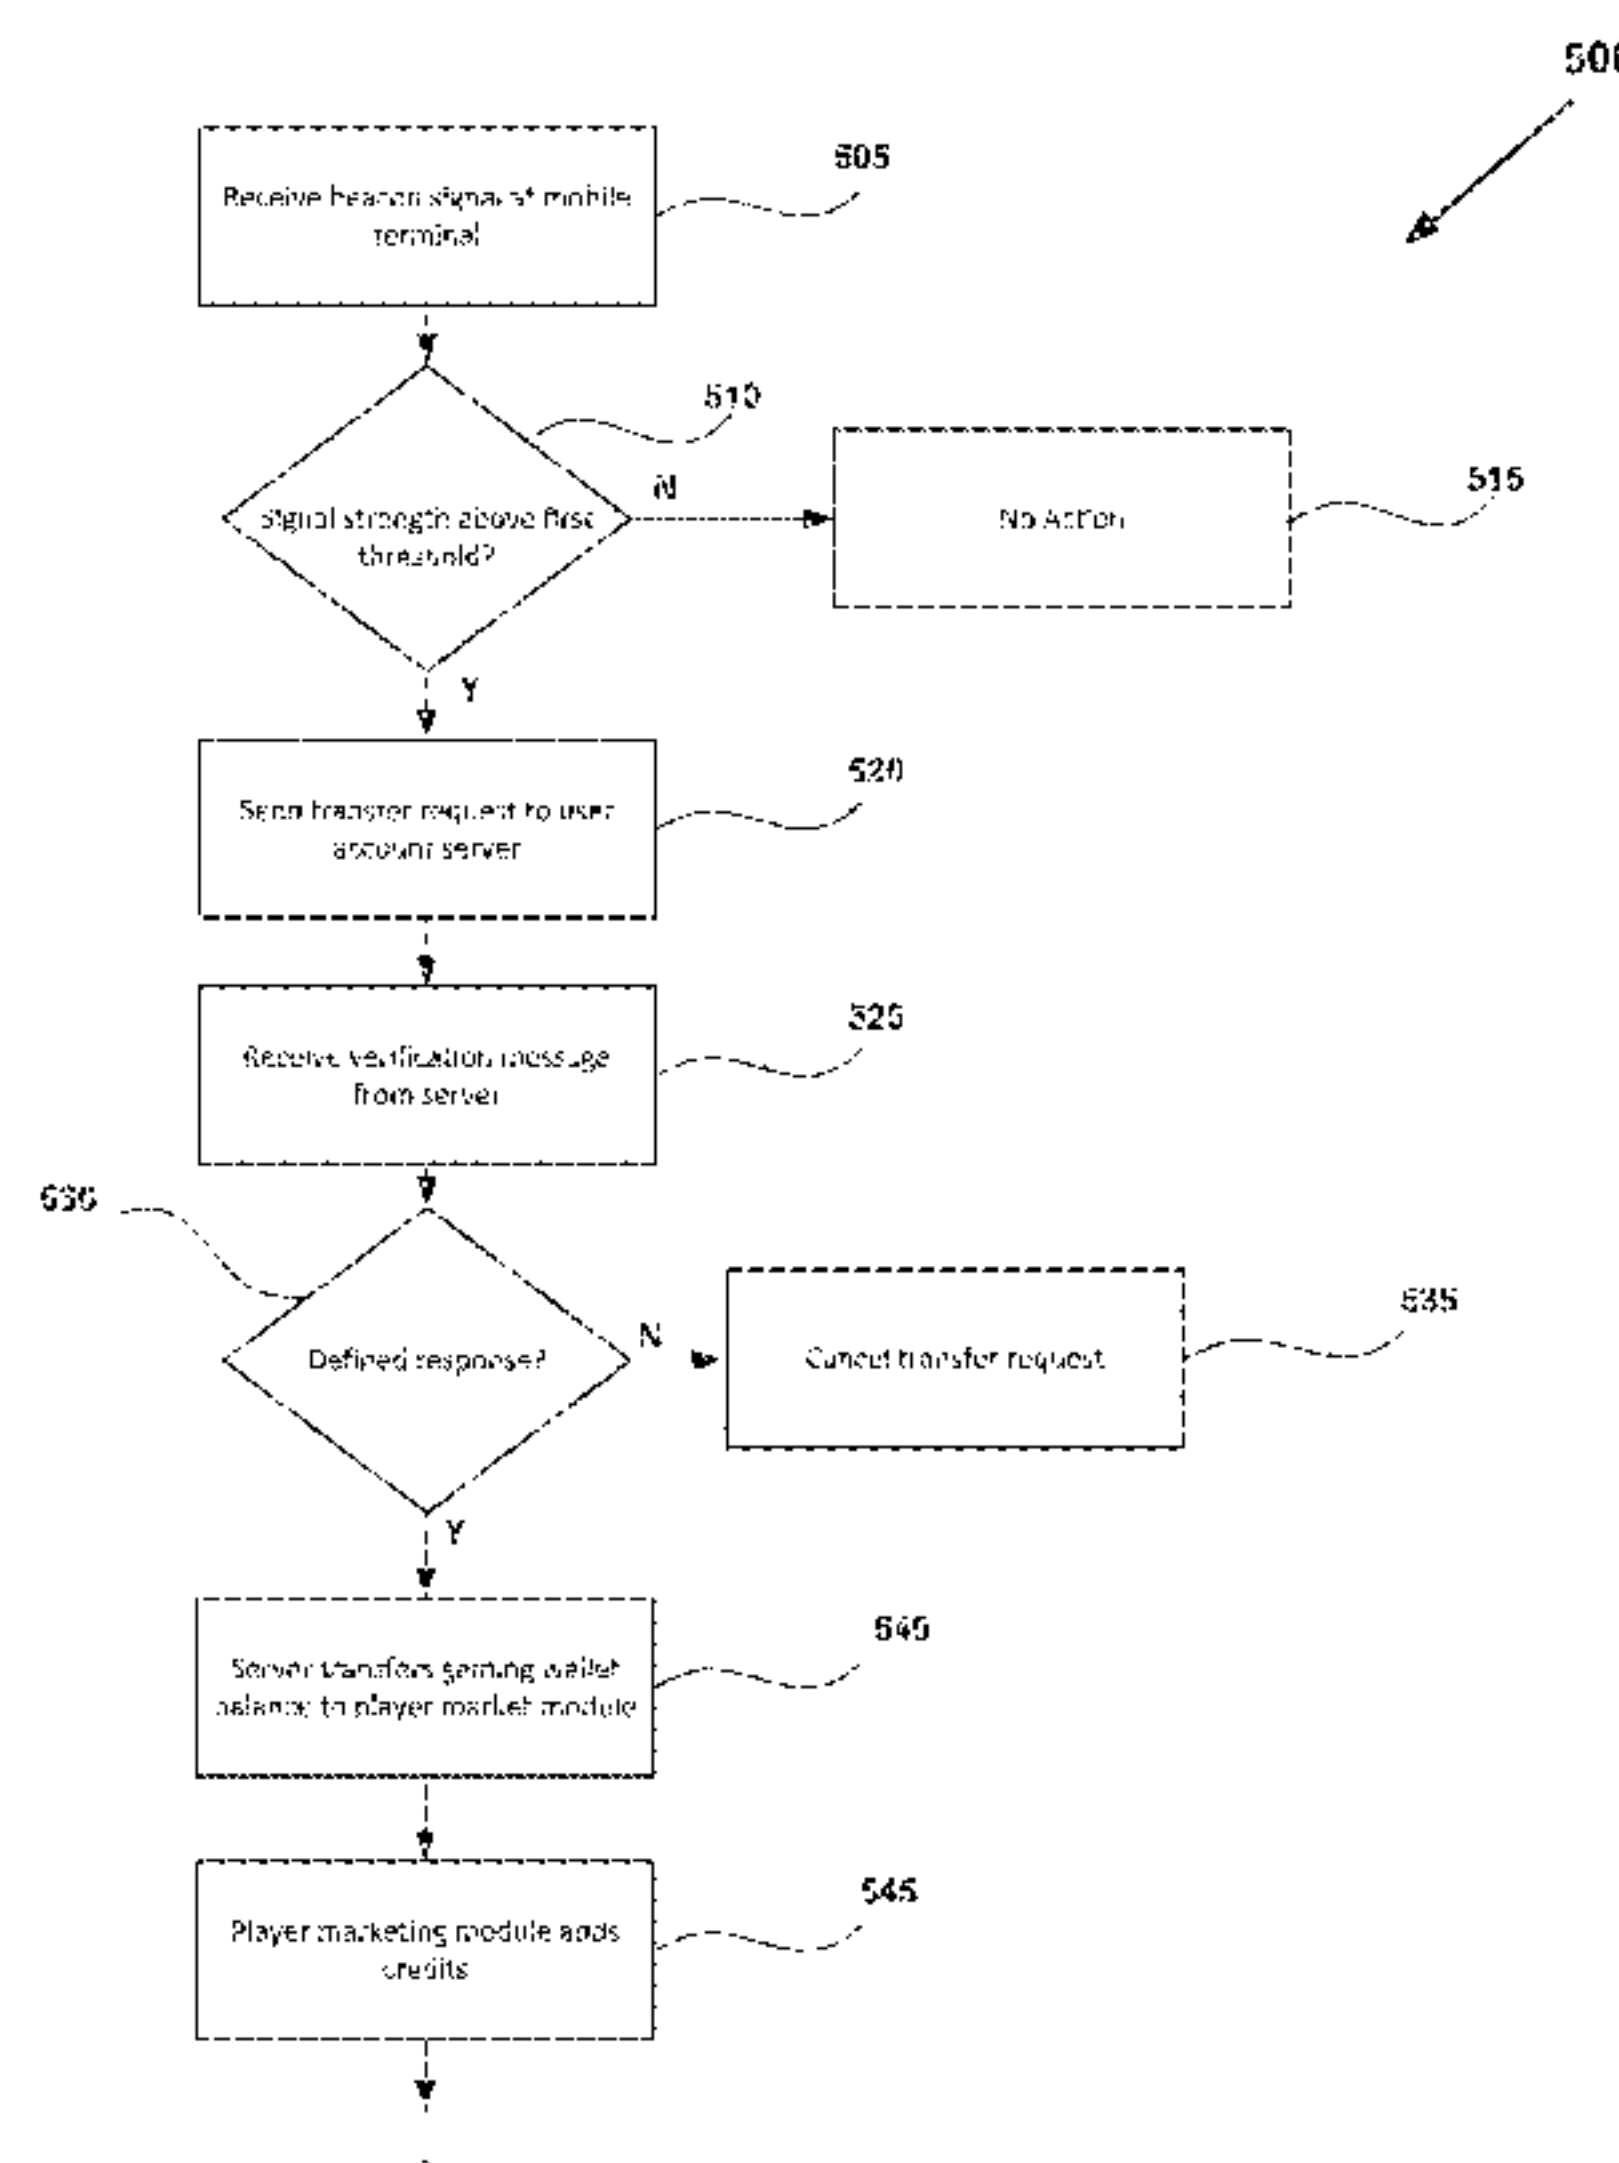 500
505
Receive beacon signal at mobile
terminal
510
N
Signal strength above first
threshold?
No Action
515
Y
520
Send transfer request to user
account server
525
Receive verification message
from server
530
N
Defined response?
Cancel transfer request
535
Y
540
Server transfers gaming wallet
balance to player market module
545
Player marketing module adds
credits